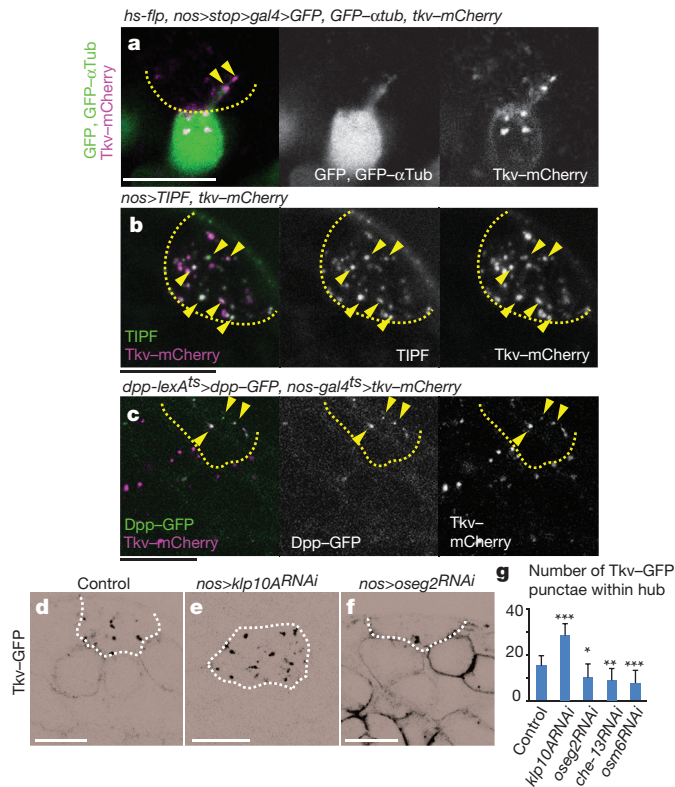 hs-flp, nos>stop>gal4>GFP, GFP–αtub, tkv–mCherry
a
GFP, GFP–αTub
Tkv–mCherry
GFP, GFP–αTub
Tkv–mCherry
nos>TIPF, tkv–mCherry
b
TIPF
Tkv–mCherry
TIPF
Tkv–mCherry
dpp-lexAts>dpp–GFP, nos-gal4ts>tkv–mCherry
c
Dpp–GFP
Tkv–mCherry
Dpp–GFP
Tkv–
mCherry
Control
nos>klp10ARNAi
nos>oseg2RNAi
Tkv–GFP
d
e
f
g
Number of Tkv–GFP
punctae within hub
40
20
0
***
*
**
***
Control
klp10ARNAi
oseg2RNAi
che-13RNAi
osm6RNAi